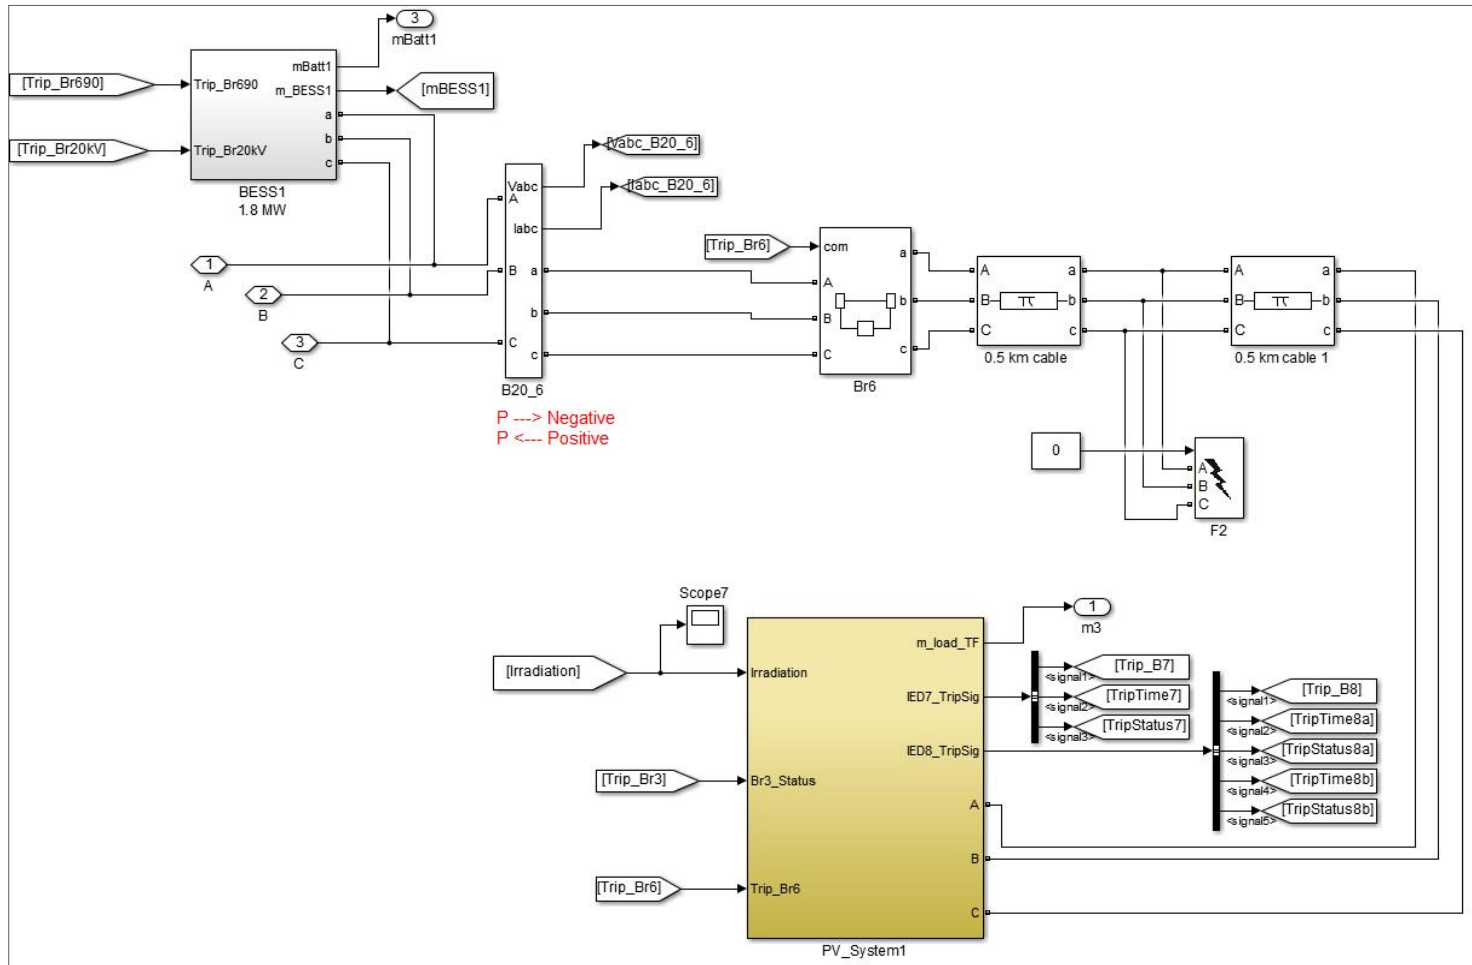 3
mBatt1
[Trip_Br690]
[Trip_Br20kV]
Trip_Br690
Trip_Br20kV
mBatt1
m_BESS1
a
b
c
[mBESS1]
BESS1
1.8 MW
1
A
2
B
3
C
Vabc
A
Iabc
B
a
b
C
c
B20_6
[Vabc_B20_6]
[Iabc_B20_6]
P ---> Negative
P <--- Positive
[Trip_Br6]
com
A
B
C
a
b
c
Br6
A
B
C
a
b
c
0.5 km cable
A
B
C
a
b
c
0.5 km cable 1
0
A
B
C
F2
Scope7
[Irradiation]
[Trip_Br3]
[Trip_Br6]
Irradiation
Br3_Status
Trip_Br6
m_load_TF
IED7_TripSig
IED8_TripSig
A
B
C
PV_System1
1
m3
<signal1>
<signal2>
<signal3>
[Trip_B7]
[TripTime7]
[TripStatus7]
<signal1>
<signal2>
<signal3>
<signal4>
<signal5>
[Trip_B8]
[TripTime8a]
[TripStatus8a]
[TripTime8b]
[TripStatus8b]